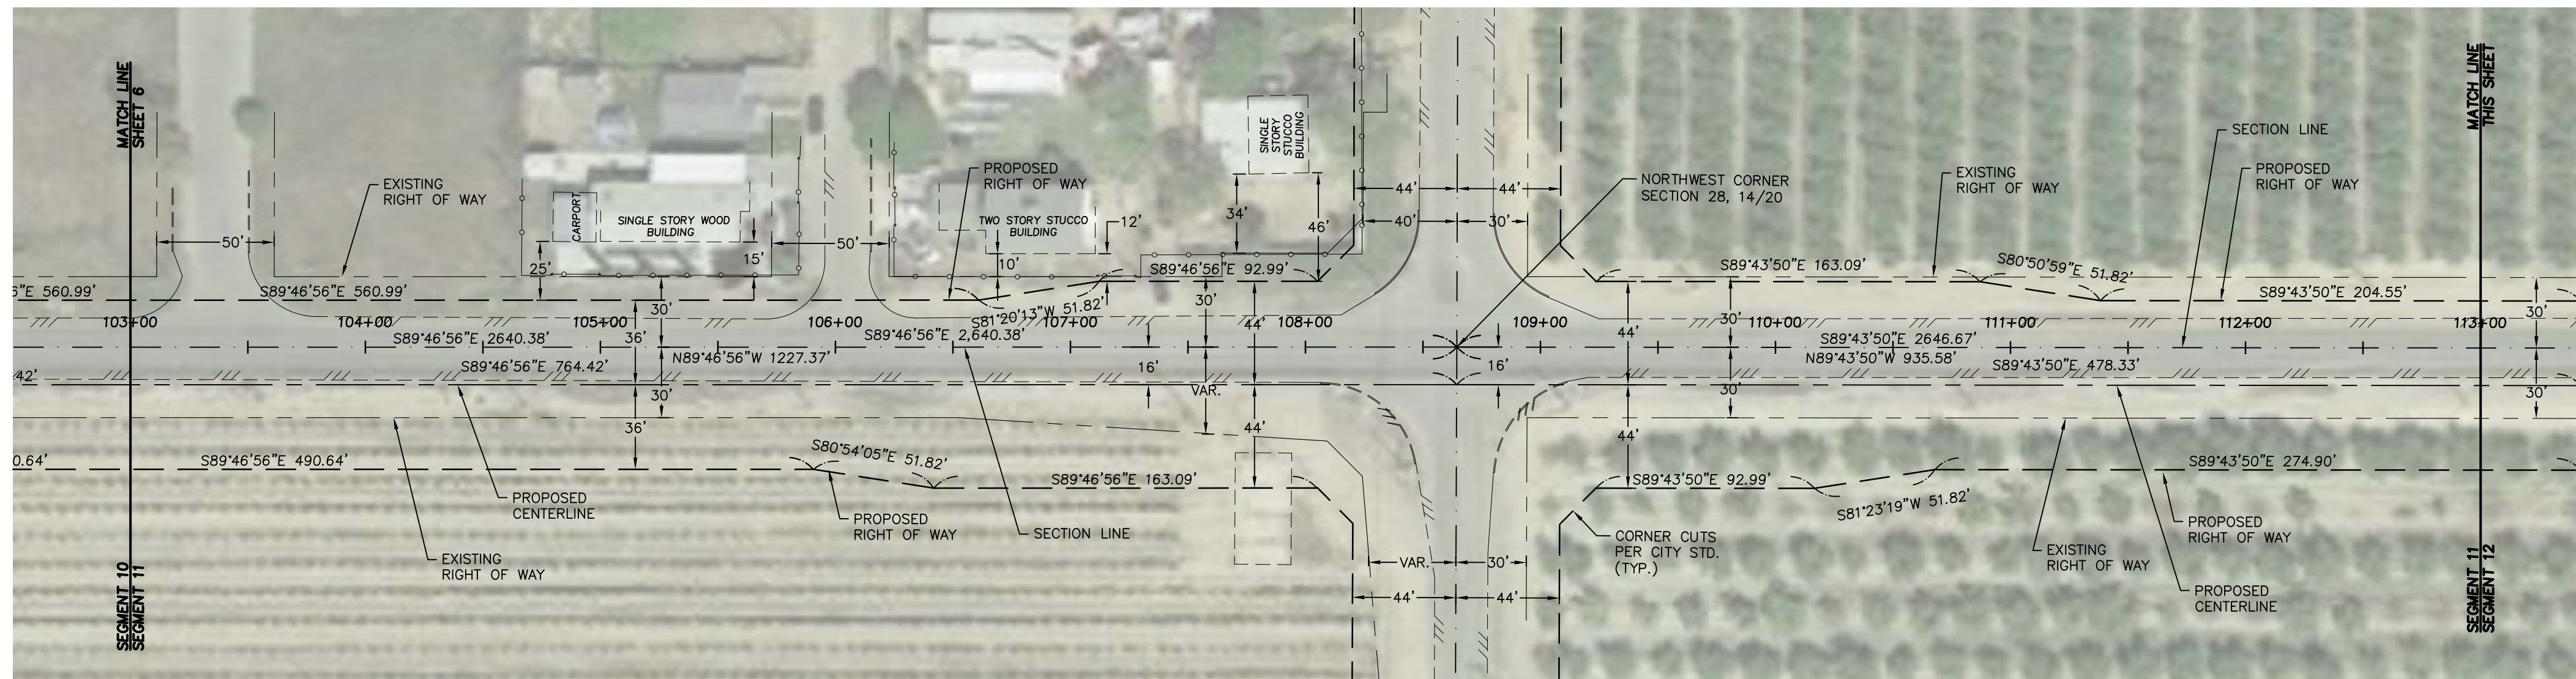 MATCH LINE
SHEET 6
MATCH LINE
THIS SHEET
SECTION LINE
PROPOSED
RIGHT OF WAY
EXISTING
RIGHT OF WAY
NORTHWEST CORNER
SECTION 28, 14/20
PROPOSED
RIGHT OF WAY
EXISTING
RIGHT OF WAY
SINGLE
STORY
STUCCO
BUILDING
CARPORT
SINGLE STORY WOOD
BUILDING
TWO STORY STUCCO
BUILDING
12'
34'
46'
44'
44'
40'
30'
50'
50'
25'
15'
10'
S89°46'56"E 92.99'
S89°43'50"E 163.09'
S80°50'59"E 51.82'
5"E 560.99'
S89°46'56"E 560.99'
S81°20'13"W 51.82'
S89°43'50"E 204.55'
30'
30'
30'
30'
103+00
104+00
105+00
106+00
107+00
108+00
109+00
110+00
111+00
112+00
113+00
36'
44'
44'
S89°46'56"E 2640.38'
S89°46'56"E 2,640.38'
S89°43'50"E 2646.67'
N89°46'56"W 1227.37'
N89°43'50"W 935.58'
42'
S89°46'56"E 764.42'
16'
16'
S89°43'50"E 478.33'
30'
VAR.
30'
30'
36'
44'
44'
S80°54'05"E 51.82'
0.64'
S89°46'56"E 490.64'
S89°46'56"E 163.09'
S89°43'50"E 92.99'
S81°23'19"W 51.82'
S89°43'50"E 274.90'
PROPOSED
CENTERLINE
PROPOSED
RIGHT OF WAY
SECTION LINE
EXISTING
RIGHT OF WAY
CORNER CUTS
PER CITY STD.
(TYP.)
PROPOSED
RIGHT OF WAY
EXISTING
RIGHT OF WAY
PROPOSED
CENTERLINE
VAR.
30'
44'
44'
SEGMENT 10
SEGMENT 11
SEGMENT 11
SEGMENT 12